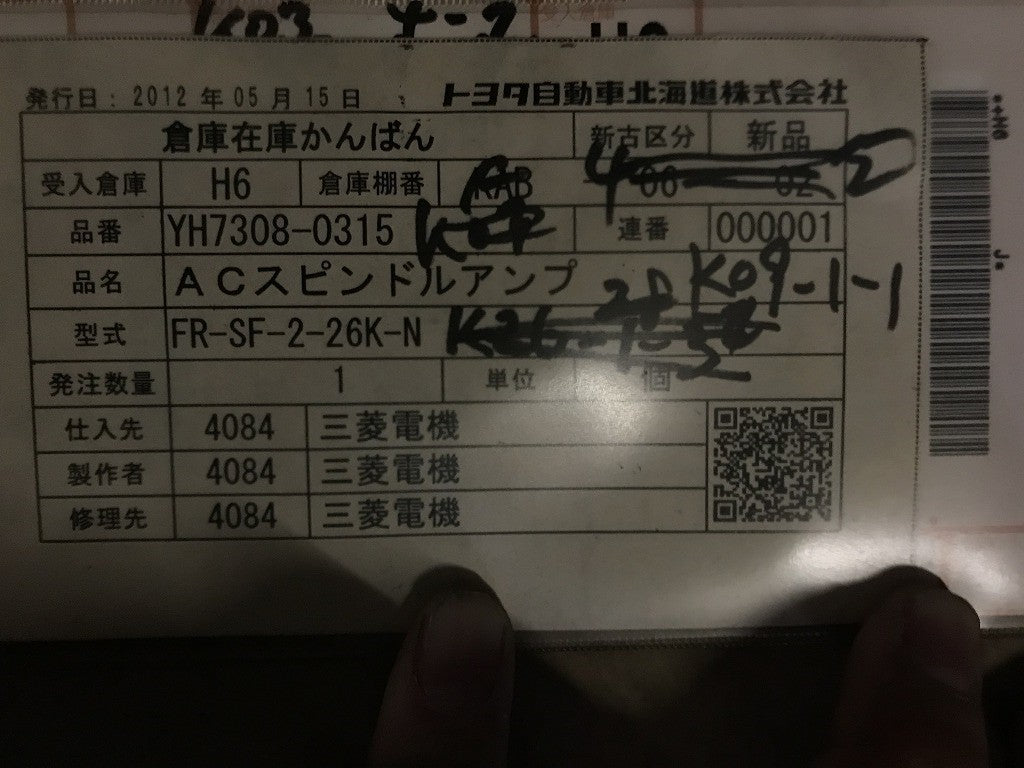 K03
発行日: 2012 年 05 月 15 日 トヨタ自動車北海道株式会社
倉庫在庫かんばん 新古区分 新品
受入倉庫 H6 倉庫棚番 RAB 06 02
品番 YH7308-0315 連番 000001
品名 ACスピンドルアンプ K09-1-1
型式 FR-SF-2-26K-N
発注数量 1 単位 個
仕入先 4084 三菱電機
製作者 4084 三菱電機
修理先 4084 三菱電機